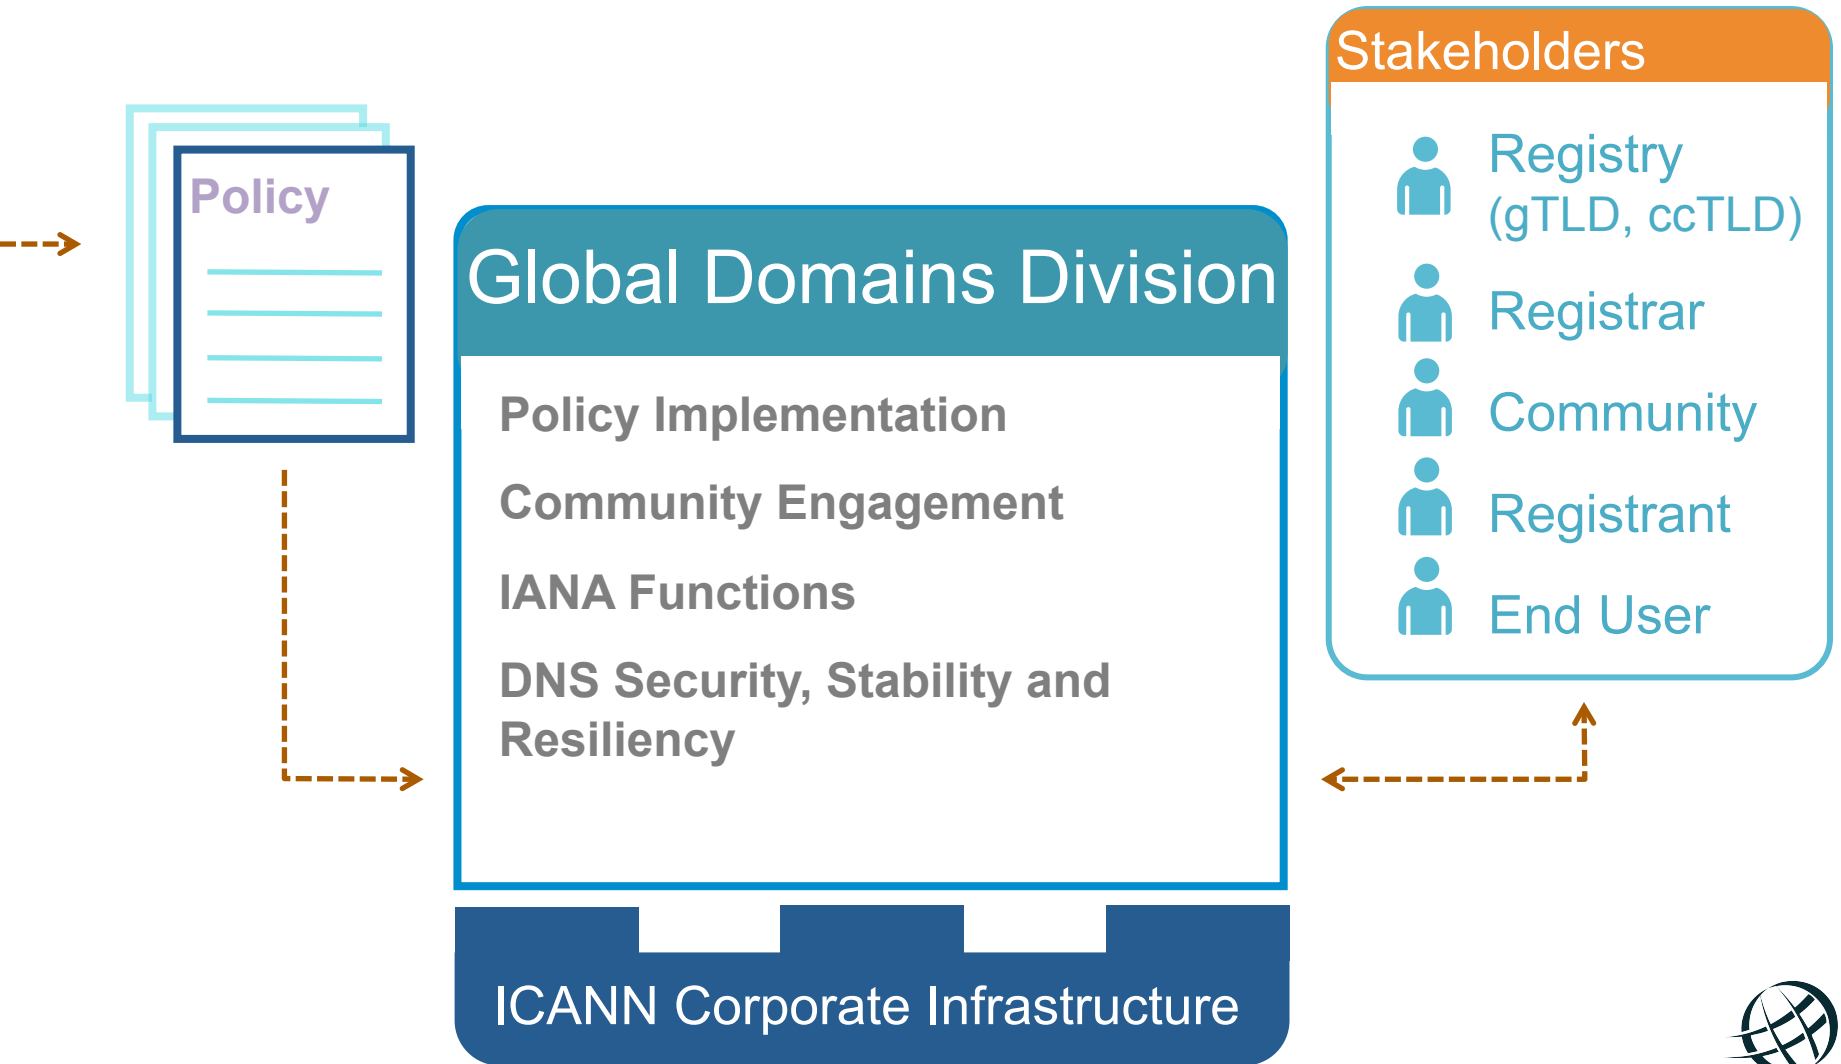 Policy
Global Domains Division
Policy Implementation
Community Engagement
IANA Functions
DNS Security, Stability and
Resiliency
ICANN Corporate Infrastructure
Stakeholders
Registry
(gTLD, ccTLD)
Registrar
Community
Registrant
End User